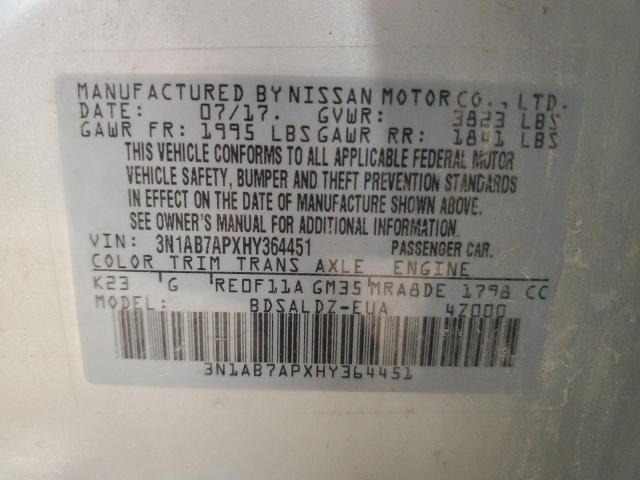 MANUFACTURED BY NISSAN MOTOR CO., LTD.
DATE: 07/17. GVWR: 3823 LBS
GAWR FR: 1995 LBS GAWR RR: 1841 LBS
THIS VEHICLE CONFORMS TO ALL APPLICABLE FEDERAL MOTOR
VEHICLE SAFETY, BUMPER AND THEFT PREVENTION STANDARDS
IN EFFECT ON THE DATE OF MANUFACTURE SHOWN ABOVE.
SEE OWNER'S MANUAL FOR ADDITIONAL INFORMATION.
VIN: 3N1AB7APXHY364451 PASSENGER CAR.
COLOR TRIM TRANS AXLE ENGINE
K23 G RE0F11A GM35 MRA8DE 1798 CC
MODEL: BDSALDZ-EUA 4Z000
3N1AB7APXHY364451